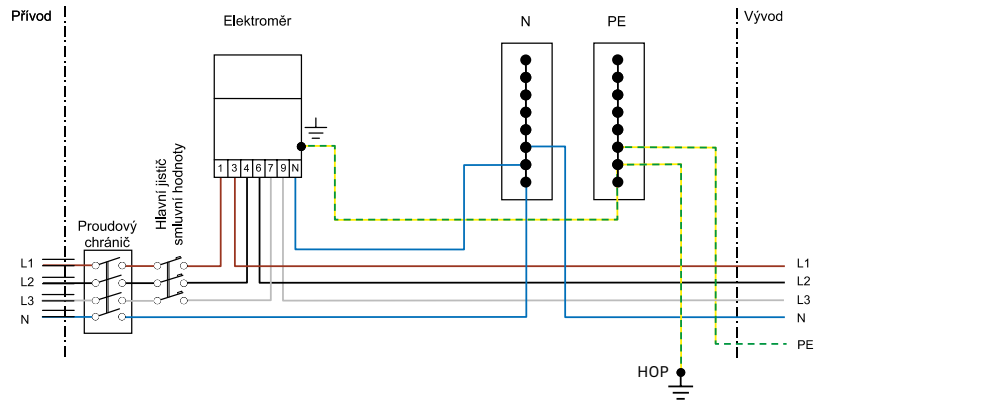 Přívod
Elektroměr
N
PE
Vývod
1 3 4 6 7 9 N
Hlavní jistič
smluvní hodnoty
Proudový
chránič
L1
L2
L3
N
L1
L2
L3
N
PE
HOP